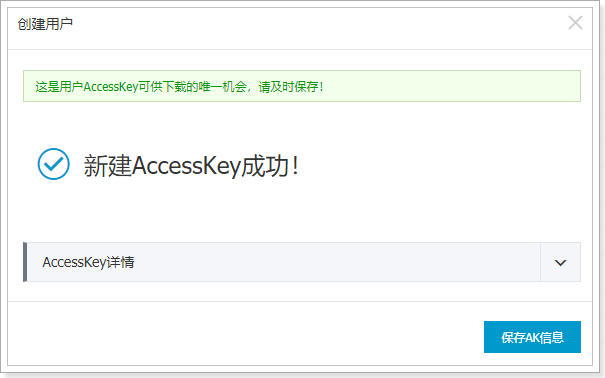 创建用户
这是用户AccessKey可供下载的唯一机会，请及时保存！
新建AccessKey成功！
AccessKey详情
保存AK信息